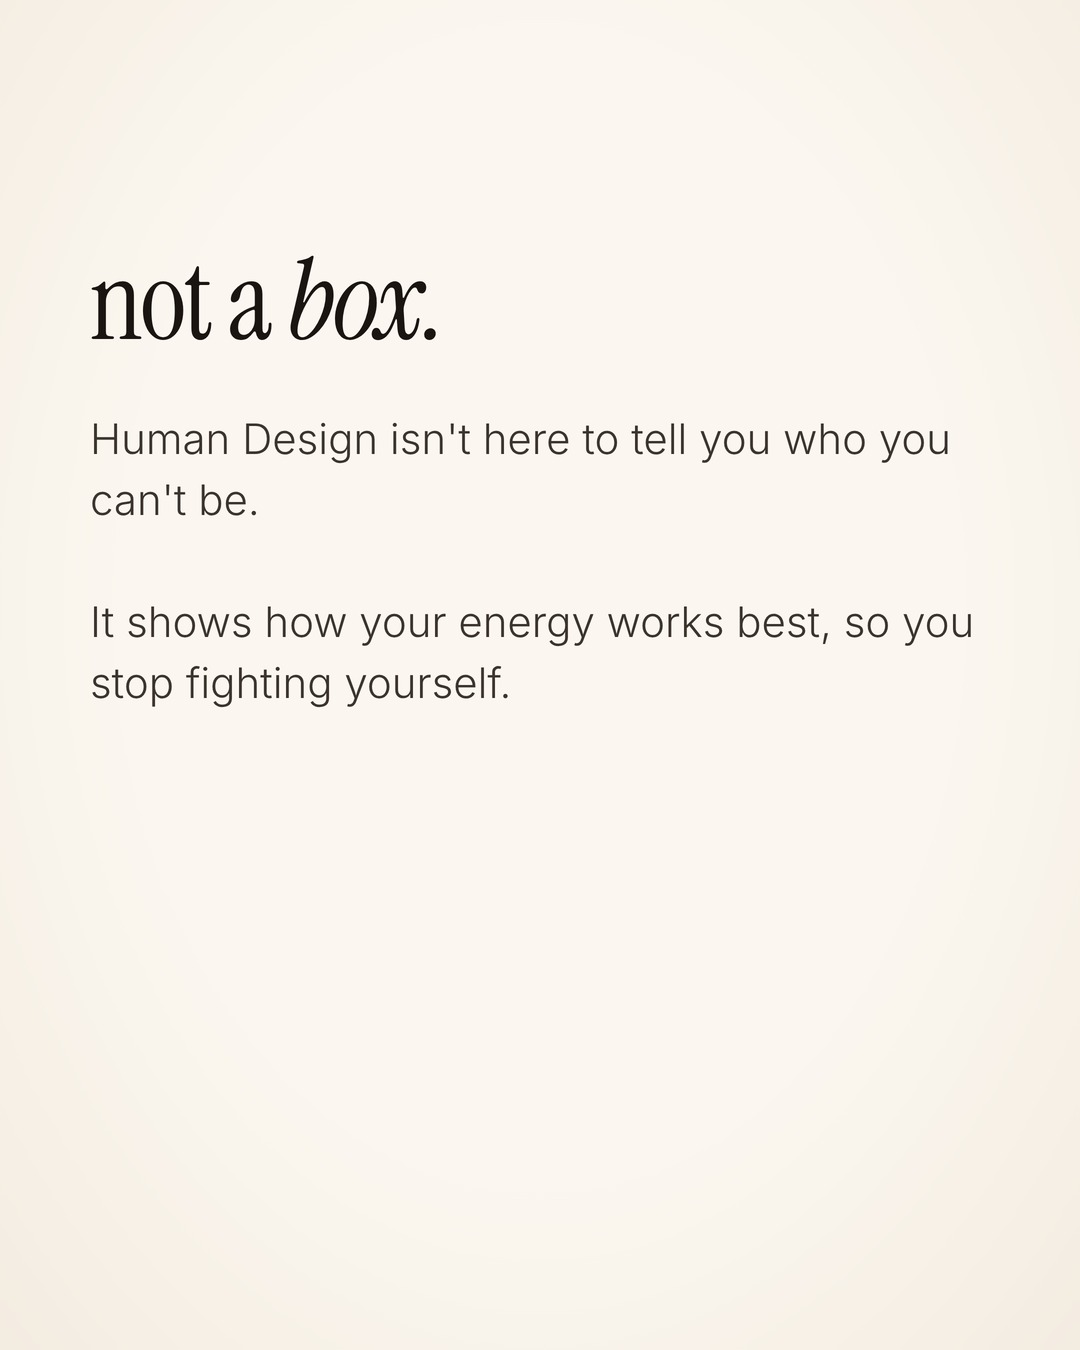 not a box.
Human Design isn't here to tell you who you
can't be.
It shows how your energy works best, so you
stop fighting yourself.